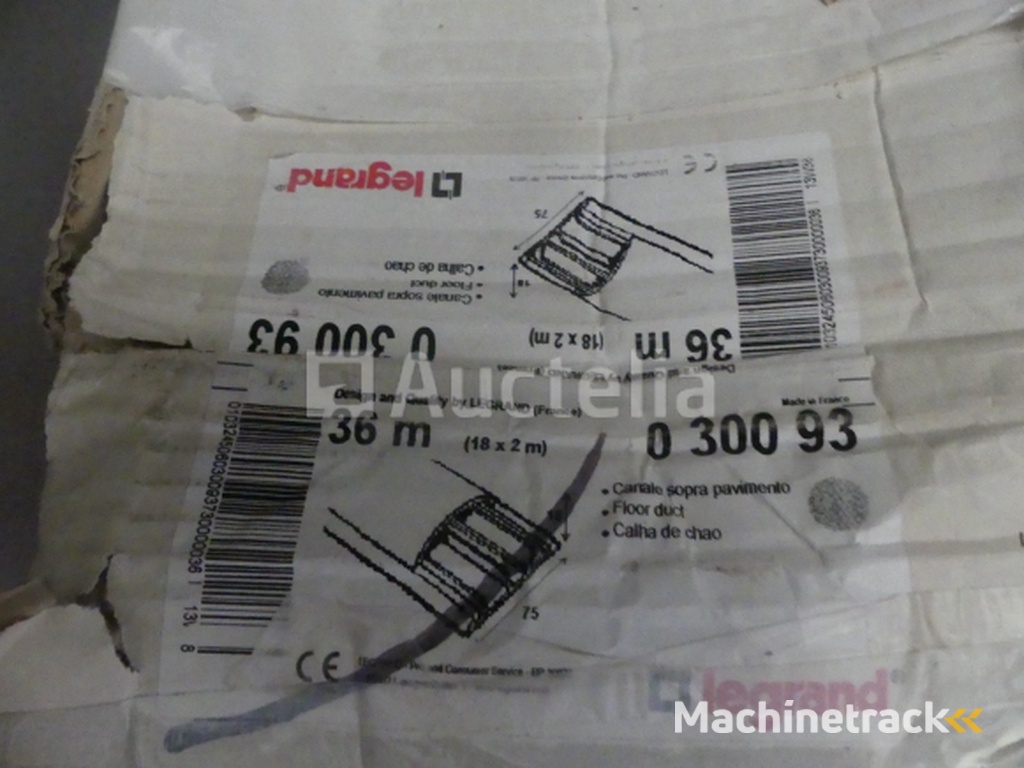 legrand®
CE
75
18
• Canale sopra pavimento
• Floor duct
• Calha de chao
0 300 93
36 m
(18 x 2 m)
Auctella
Design and Quality by LEGRAND (France)
Made in France
36 m
(18 x 2 m)
0 300 93
• Canale sopra pavimento
• Floor duct
• Calha de chao
75
CE
legrand®
Machinetrack